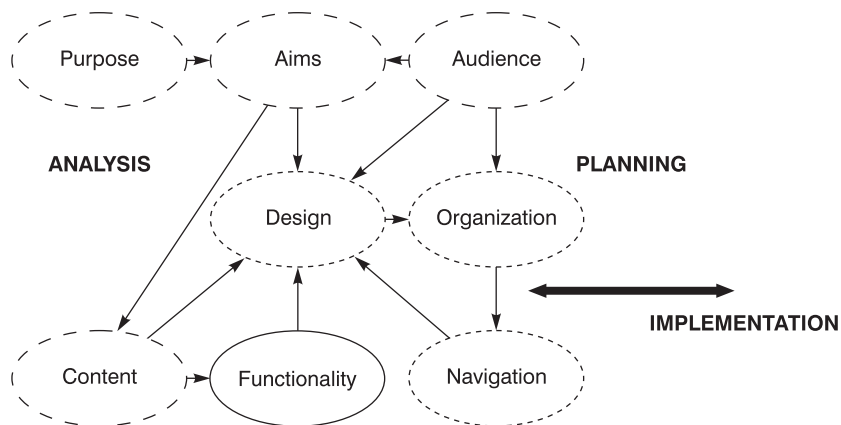 Purpose
Aims
Audience
ANALYSIS
PLANNING
Design
Organization
IMPLEMENTATION
Content
Functionality
Navigation